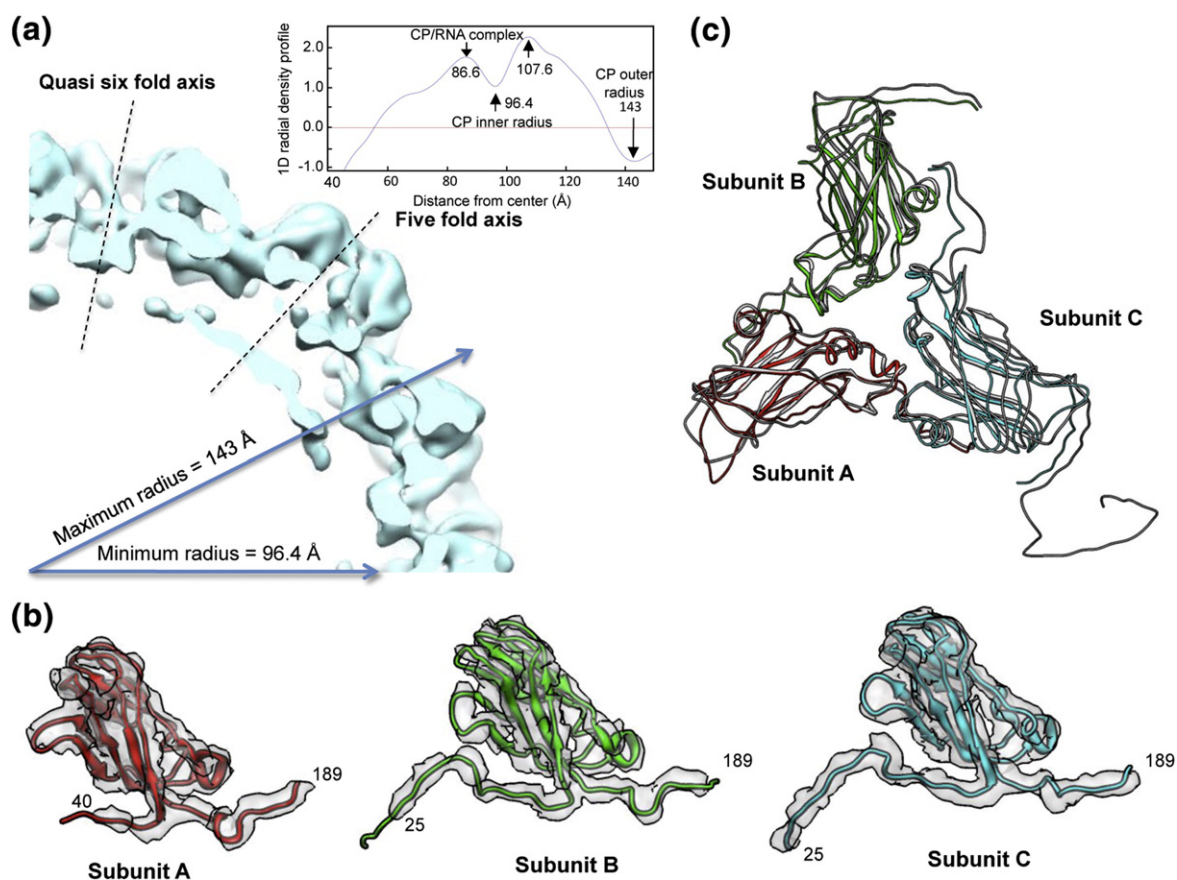 (a)
Quasi six fold axis
1D radial density profile
2.0
1.0
0.0
-1.0
CP/RNA complex
86.6
107.6
96.4
CP inner radius
CP outer
radius
143
40
60
80
100
120
140
Distance from center (Å)
Five fold axis
Maximum radius = 143 Å
Minimum radius = 96.4 Å
(c)
Subunit B
Subunit C
Subunit A
(b)
40
189
Subunit A
25
189
Subunit B
25
189
Subunit C